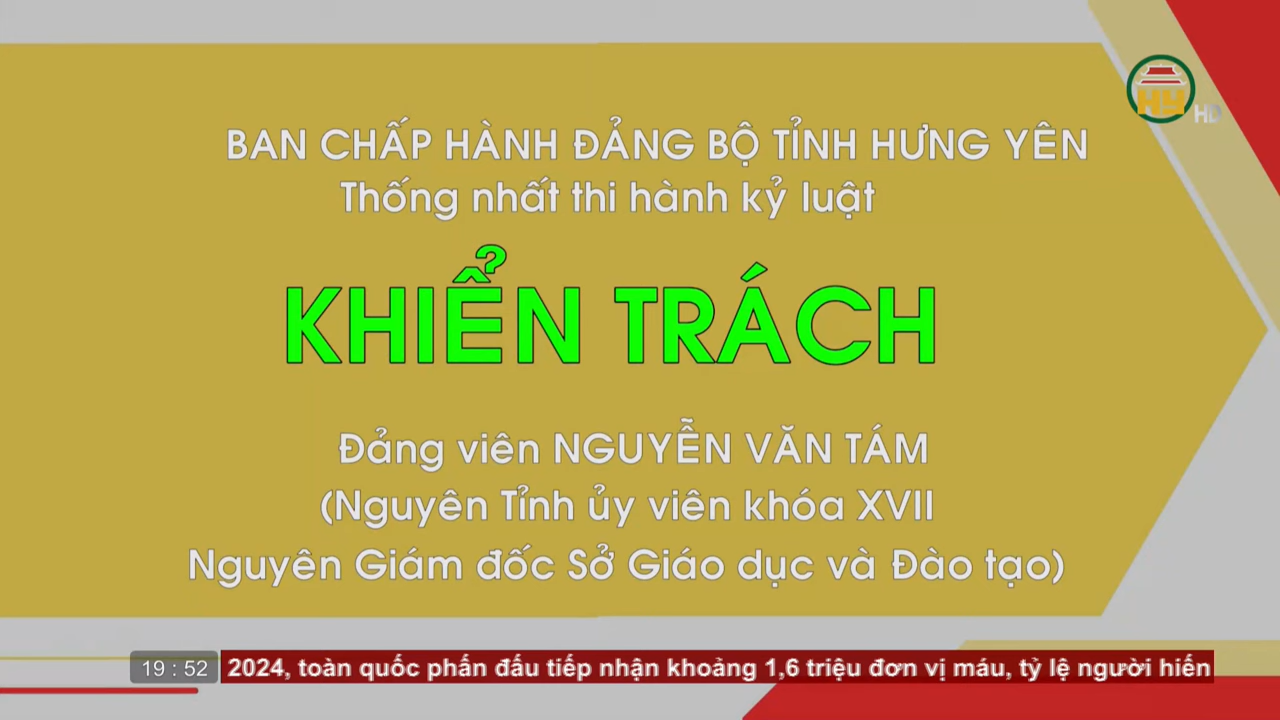 HY HD
BAN CHẤP HÀNH ĐẢNG BỘ TỈNH HƯNG YÊN
Thống nhất thi hành kỷ luật
KHIỂN TRÁCH
Đảng viên NGUYỄN VĂN TÁM
(Nguyên Tỉnh ủy viên khóa XVII
Nguyên Giám đốc Sở Giáo dục và Đào tạo)
19 : 52 2024, toàn quốc phấn đấu tiếp nhận khoảng 1,6 triệu đơn vị máu, tỷ lệ người hiến